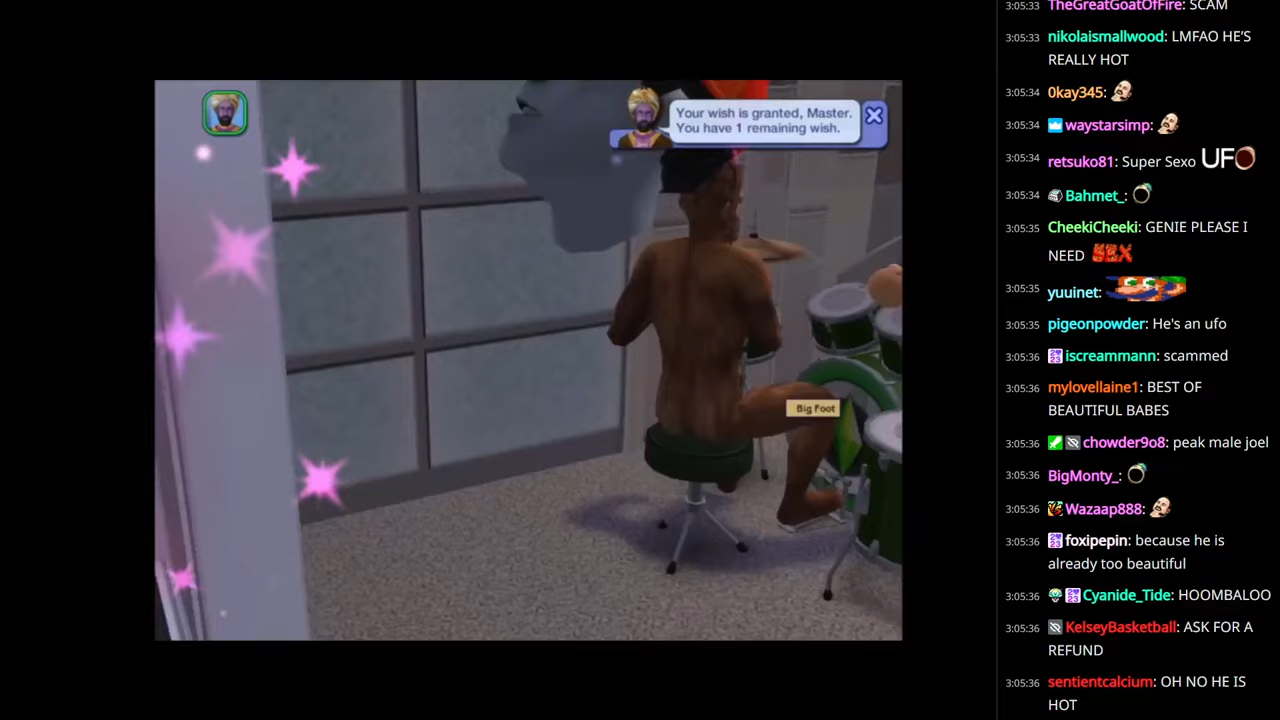 Your wish is granted, Master.
You have 1 remaining wish.
Big Foot
3:05:33 TheGreatGoatOfFire: SCAM
3:05:33 nikolaismallwood: LMFAO HE'S
REALLY HOT
3:05:34 0kay345:
3:05:34 waystarsimp:
3:05:34 retsuko81: Super Sexo UFO
3:05:34 Bahmet_:
3:05:35 CheekiCheeki: GENIE PLEASE I
NEED SEX
3:05:35 yuuinet:
3:05:35 pigeonpowder: He's an ufo
3:05:36 iscreammann: scammed
3:05:36 mylovellaine1: BEST OF
BEAUTIFUL BABES
3:05:36 chowder9o8: peak male joel
3:05:36 BigMonty_:
3:05:36 Wazaap888:
3:05:36 foxipepin: because he is
already too beautiful
3:05:36 Cyanide_Tide: HOOMBALOO
3:05:36 KelseyBasketball: ASK FOR A
REFUND
3:05:36 sentientcalcium: OH NO HE IS
HOT